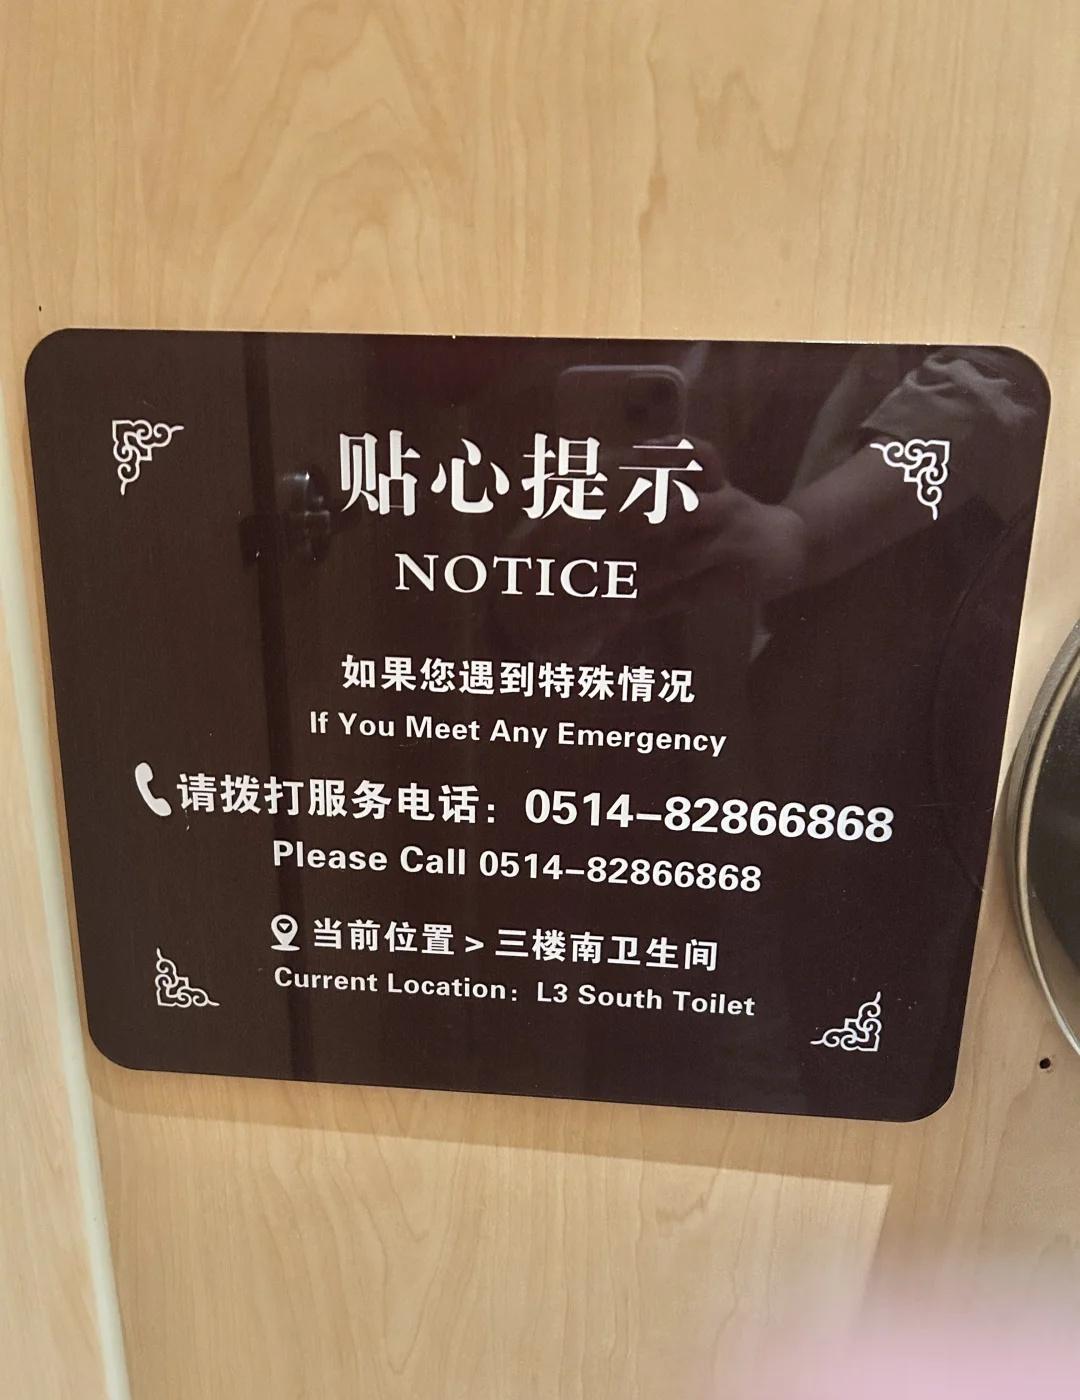 贴心提示
NOTICE
如果您遇到特殊情况
If You Meet Any Emergency
请拨打服务电话：0514-82866868
Please Call 0514-82866868
当前位置 > 三楼南卫生间
Current Location: L3 South Toilet